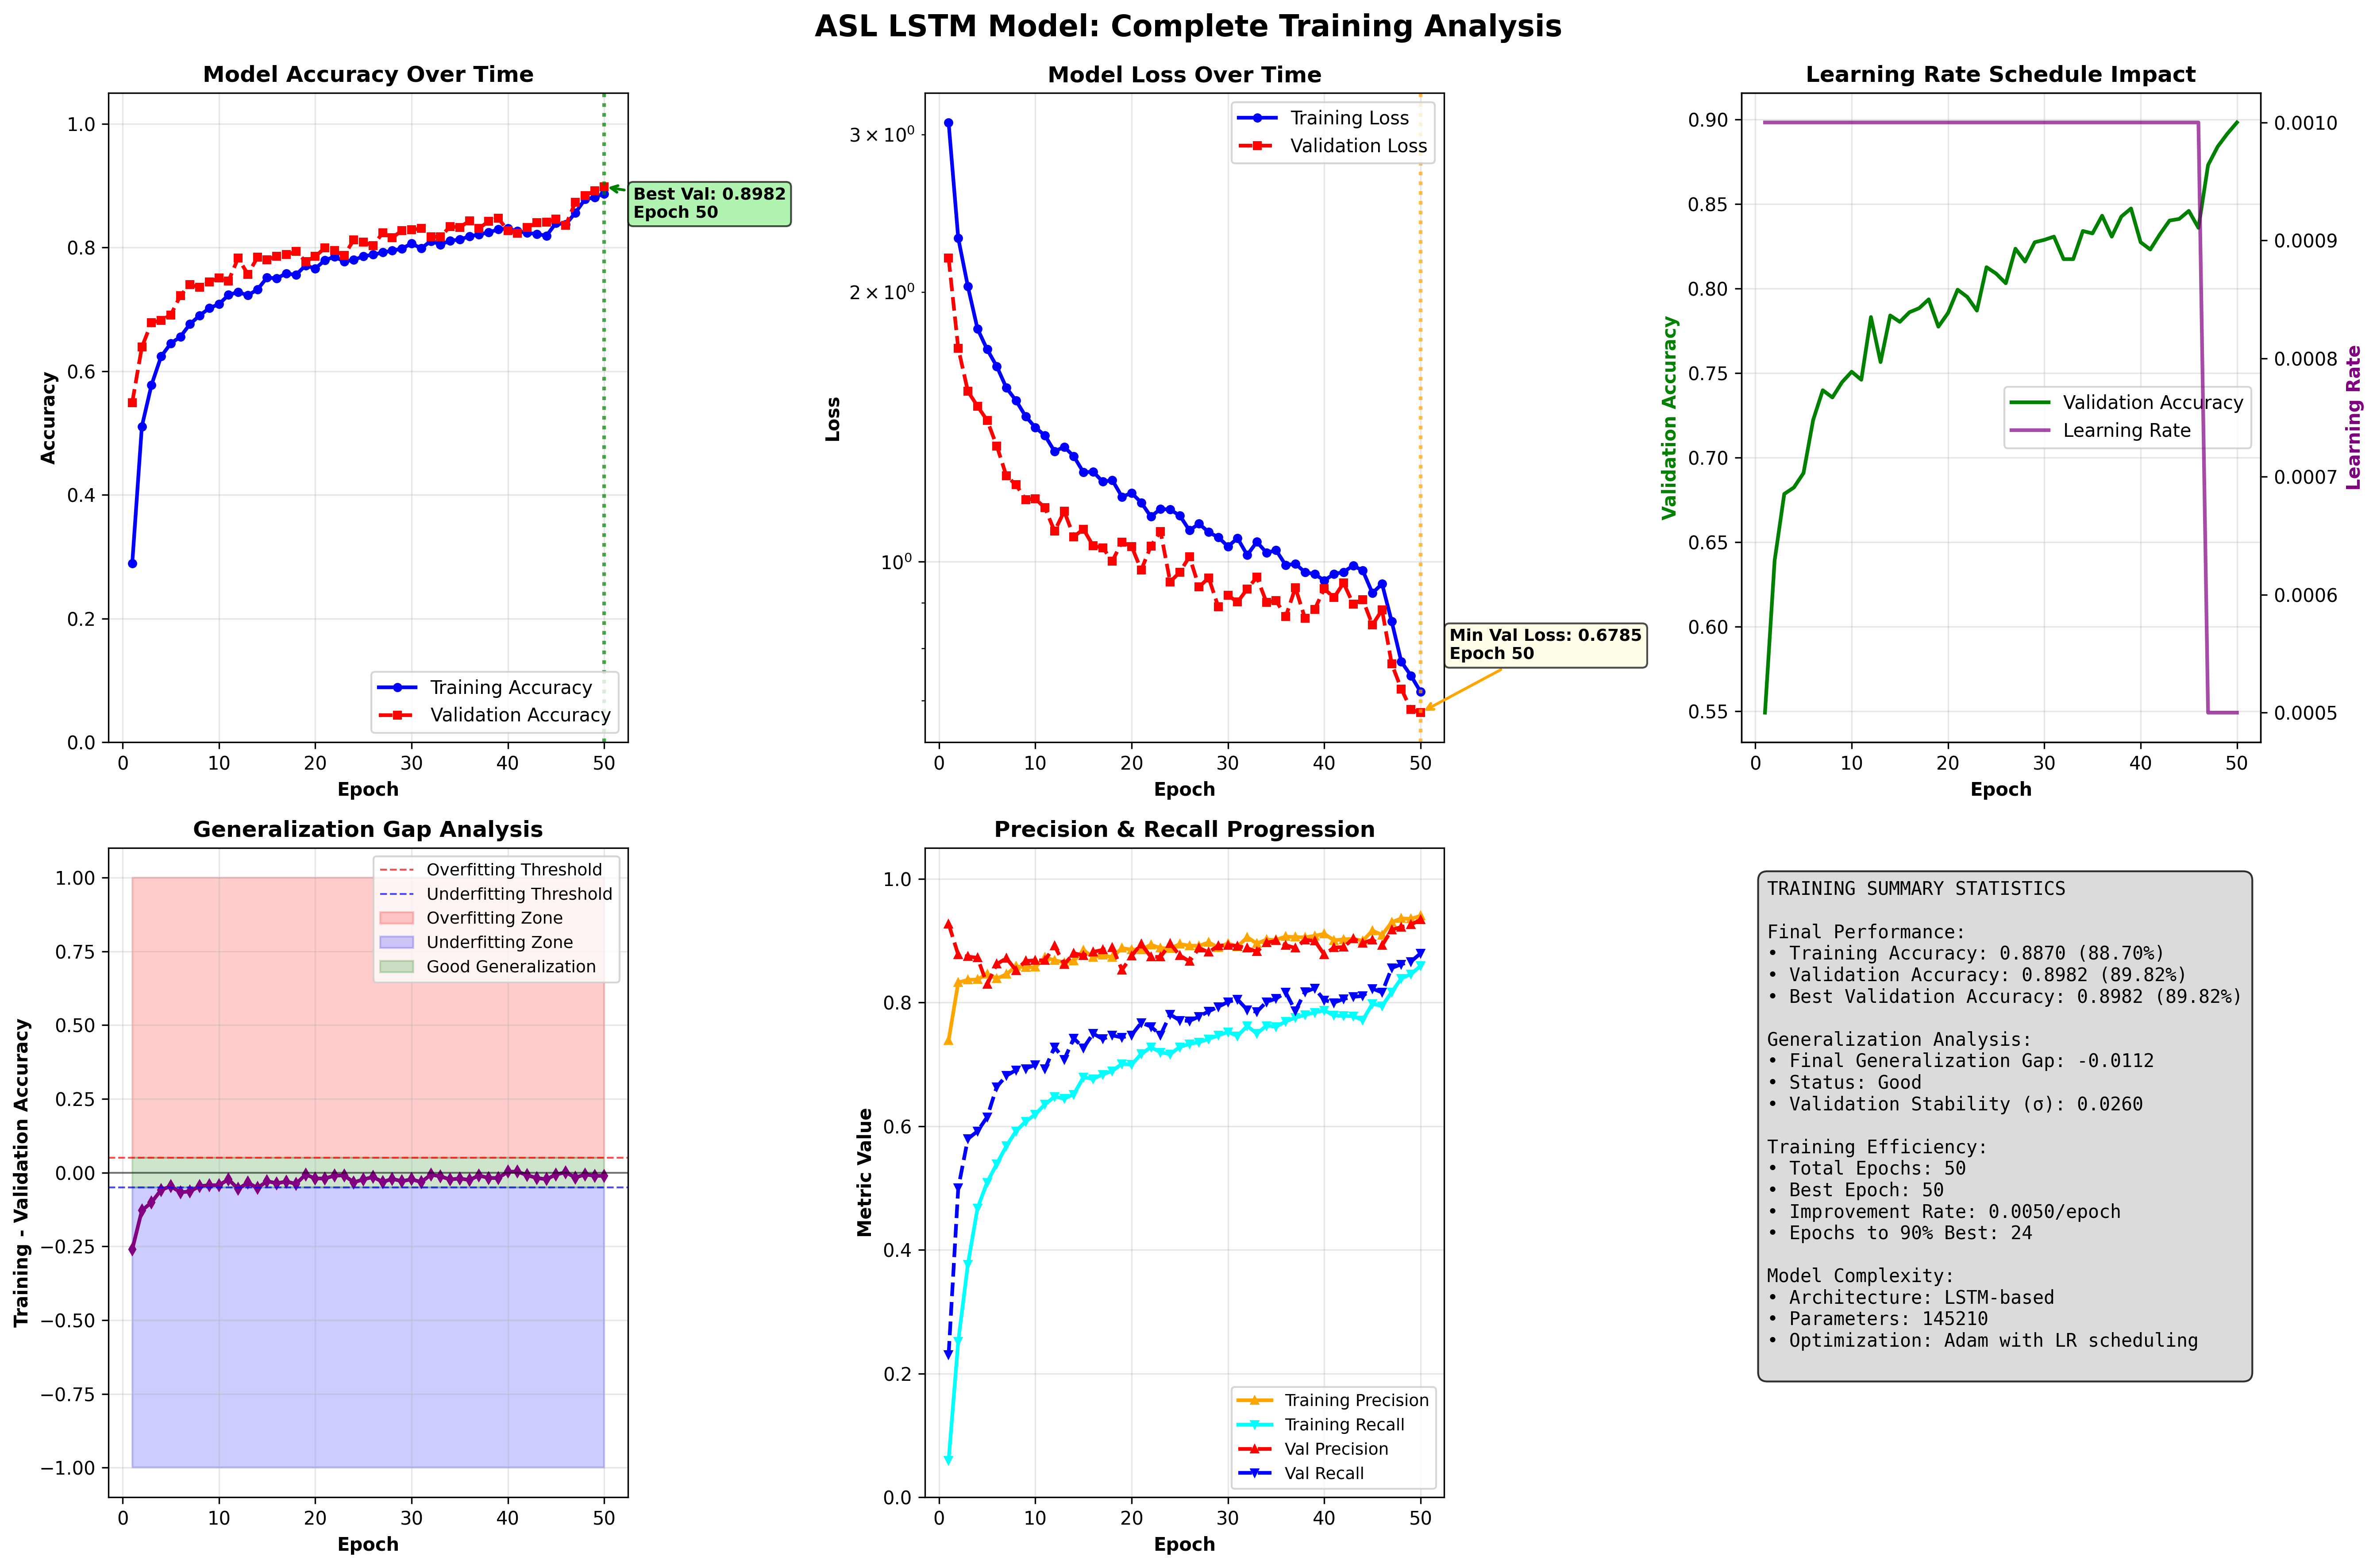 ASL LSTM Model: Complete Training Analysis
Model Accuracy Over Time
1.0
0.8
0.6
0.4
0.2
0.0
Accuracy
0 10 20 30 40 50
Epoch
Best Val: 0.8982
Epoch 50
Training Accuracy
Validation Accuracy
Model Loss Over Time
3 × 10⁰
2 × 10⁰
10⁰
Loss
0 10 20 30 40 50
Epoch
Training Loss
Validation Loss
Min Val Loss: 0.6785
Epoch 50
Learning Rate Schedule Impact
0.90
0.85
0.80
0.75
0.70
0.65
0.60
0.55
Validation Accuracy
0 10 20 30 40 50
Epoch
Validation Accuracy
Learning Rate
0.0010
0.0009
0.0008
0.0007
0.0006
0.0005
Learning Rate
Generalization Gap Analysis
1.00
0.75
0.50
0.25
0.00
−0.25
−0.50
−0.75
−1.00
Training - Validation Accuracy
0 10 20 30 40 50
Epoch
Overfitting Threshold
Underfitting Threshold
Overfitting Zone
Underfitting Zone
Good Generalization
Precision & Recall Progression
1.0
0.8
0.6
0.4
0.2
0.0
Metric Value
0 10 20 30 40 50
Epoch
Training Precision
Training Recall
Val Precision
Val Recall
TRAINING SUMMARY STATISTICS
Final Performance:
• Training Accuracy: 0.8870 (88.70%)
• Validation Accuracy: 0.8982 (89.82%)
• Best Validation Accuracy: 0.8982 (89.82%)
Generalization Analysis:
• Final Generalization Gap: -0.0112
• Status: Good
• Validation Stability (σ): 0.0260
Training Efficiency:
• Total Epochs: 50
• Best Epoch: 50
• Improvement Rate: 0.0050/epoch
• Epochs to 90% Best: 24
Model Complexity:
• Architecture: LSTM-based
• Parameters: 145210
• Optimization: Adam with LR scheduling